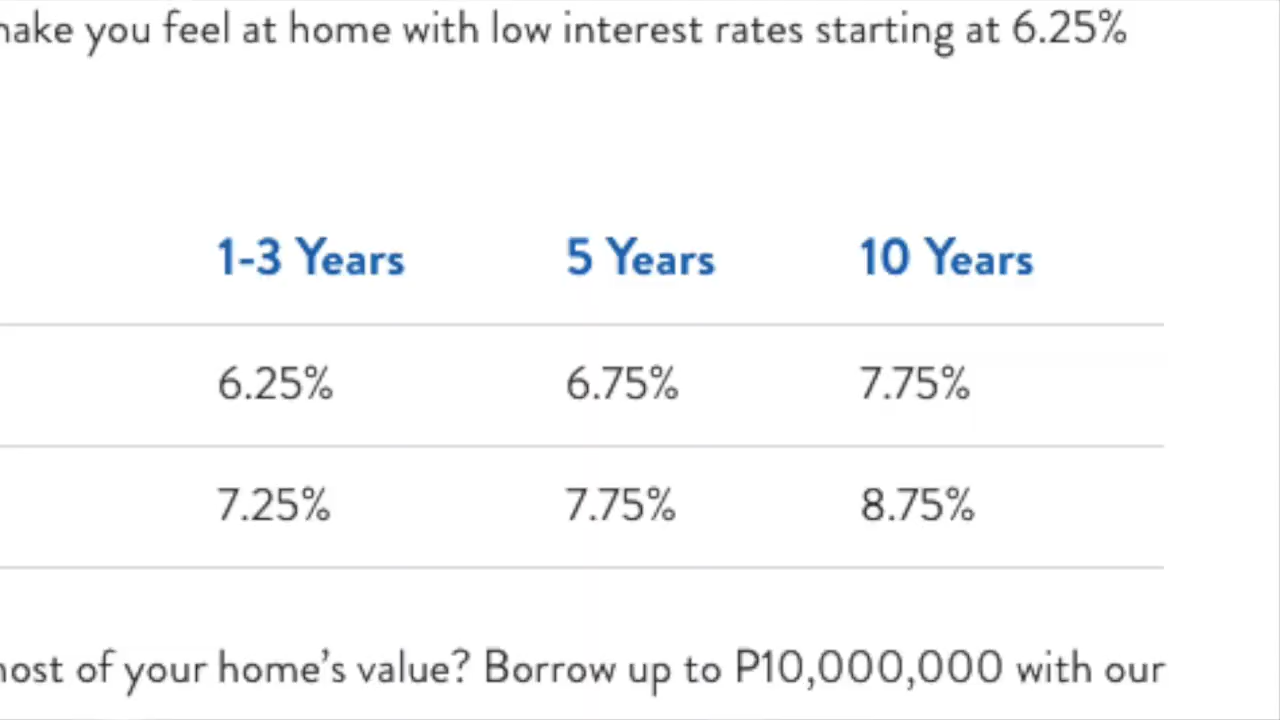 make you feel at home with low interest rates starting at 6.25%
1-3 Years 5 Years 10 Years
6.25% 6.75% 7.75%
7.25% 7.75% 8.75%
most of your home’s value? Borrow up to P10,000,000 with our